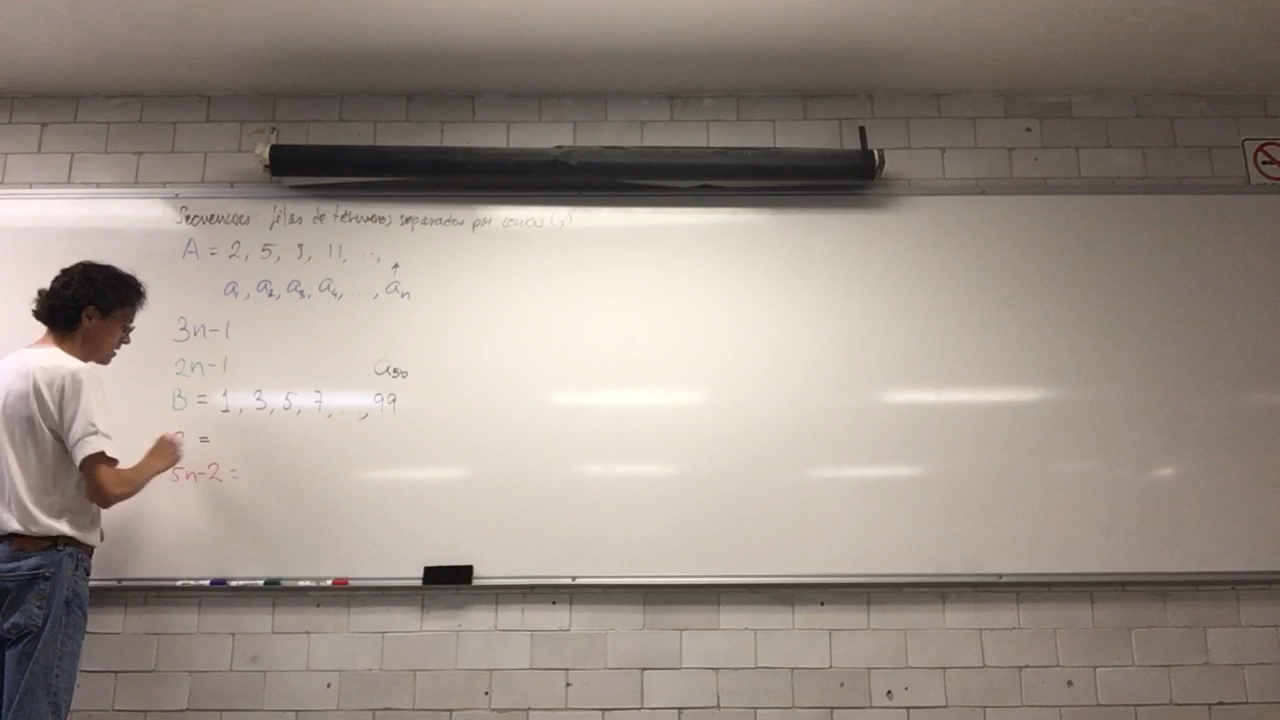 Secuencias: filas de términos separados por comas (,)
A = 2, 5, 8, 11, ...,
a₁, a₂, a₃, a₄, ..., aₙ
3n-1
2n-1 a₅₀
B = 1, 3, 5, 7, ..., 99
=
5n-2 =